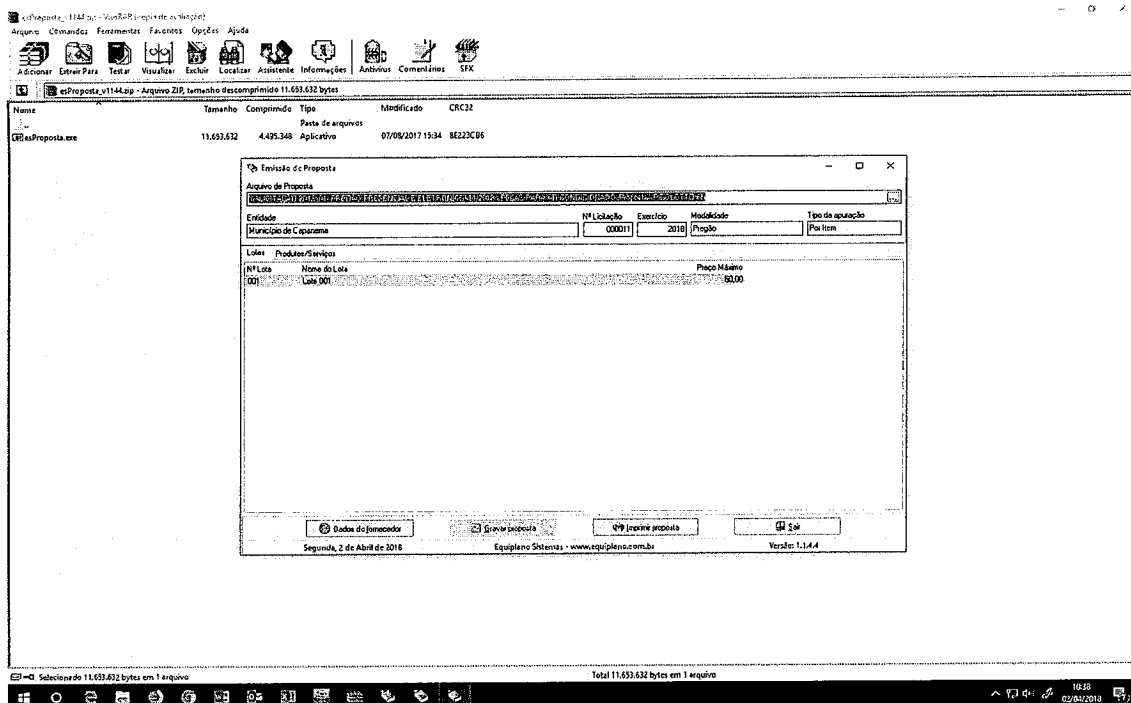 esProposta_v1144.zip - WinRAR (cópia de avaliação)
Arquivo Comandos Ferramentas Favoritos Opções Ajuda
Adicionar Extrair Para Testar Visualizar Excluir Localizar Assistente Informações Antivírus Comentários SFX
esProposta_v1144.zip - Arquivo ZIP, tamanho descomprimido 11.653.632 bytes
Nome Tamanho Comprimido Tipo Modificado CRC32
.. Pasta de arquivos
esProposta.exe 11.653.632 4.495.348 Aplicativo 07/08/2017 15:34 8E223CB6
Emissão de Proposta
Arquivo de Proposta
Entidade Nº Licitação Exercício Modalidade Tipo da apuração
Município de Capanema 000011 2018 Pregão Por Item
Lotes Produtos/Serviços
Nº Lote Nome do Lote Preço Máximo
001 Lote 001 60,00
Dados do fornecedor Gravar proposta Imprimir proposta Sair
Segunda, 2 de Abril de 2018 Equiplano Sistemas - www.equiplano.com.br Versão: 1.1.4.4
Selecionado 11.653.632 bytes em 1 arquivo Total 11.653.632 bytes em 1 arquivo
10:38
02/04/2018